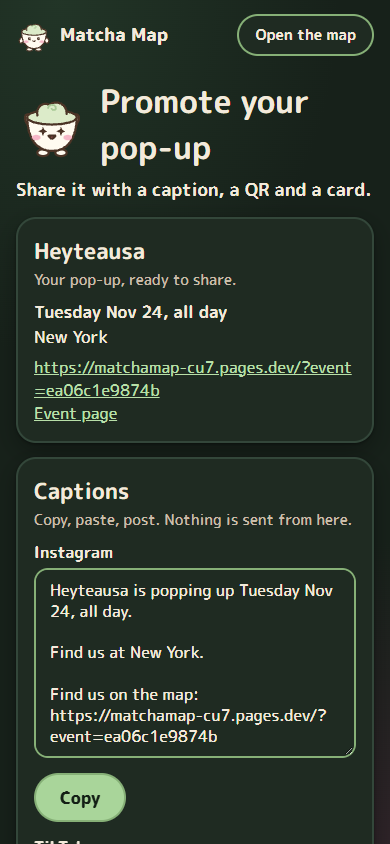 Matcha Map
Open the map
Promote your
pop-up
Share it with a caption, a QR and a card.
Heyteausa
Your pop-up, ready to share.
Tuesday Nov 24, all day
New York
https://matchamap-cu7.pages.dev/?event
=ea06c1e9874b
Event page
Captions
Copy, paste, post. Nothing is sent from here.
Instagram
Heyteausa is popping up Tuesday Nov
24, all day.
Find us at New York.
Find us on the map:
https://matchamap-cu7.pages.dev/?
event=ea06c1e9874b
Copy